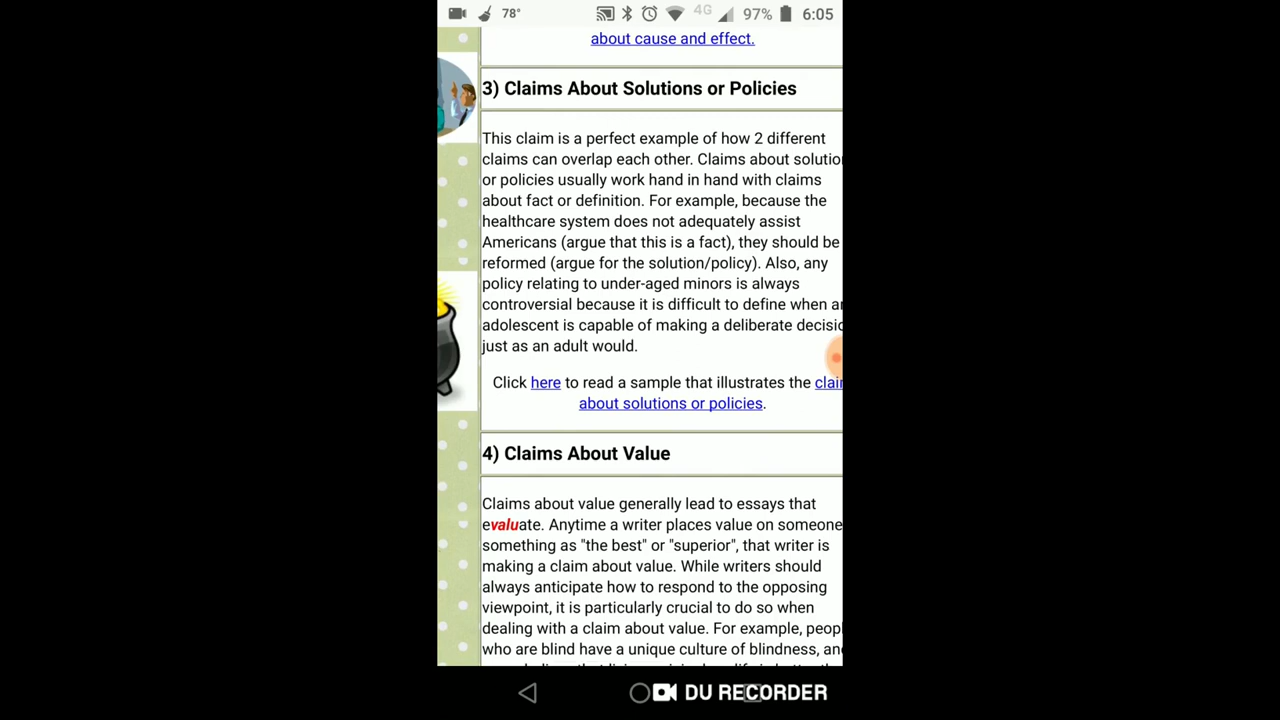 78°
4G
97%
6:05
about cause and effect.
3) Claims About Solutions or Policies
This claim is a perfect example of how 2 different
claims can overlap each other. Claims about solutio
or policies usually work hand in hand with claims
about fact or definition. For example, because the
healthcare system does not adequately assist
Americans (argue that this is a fact), they should be
reformed (argue for the solution/policy). Also, any
policy relating to under-aged minors is always
controversial because it is difficult to define when a
adolescent is capable of making a deliberate decisi
just as an adult would.
Click here to read a sample that illustrates the clai
about solutions or policies.
4) Claims About Value
Claims about value generally lead to essays that
evaluate. Anytime a writer places value on someone
something as "the best" or "superior", that writer is
making a claim about value. While writers should
always anticipate how to respond to the opposing
viewpoint, it is particularly crucial to do so when
dealing with a claim about value. For example, peopl
who are blind have a unique culture of blindness, an
DU RECORDER